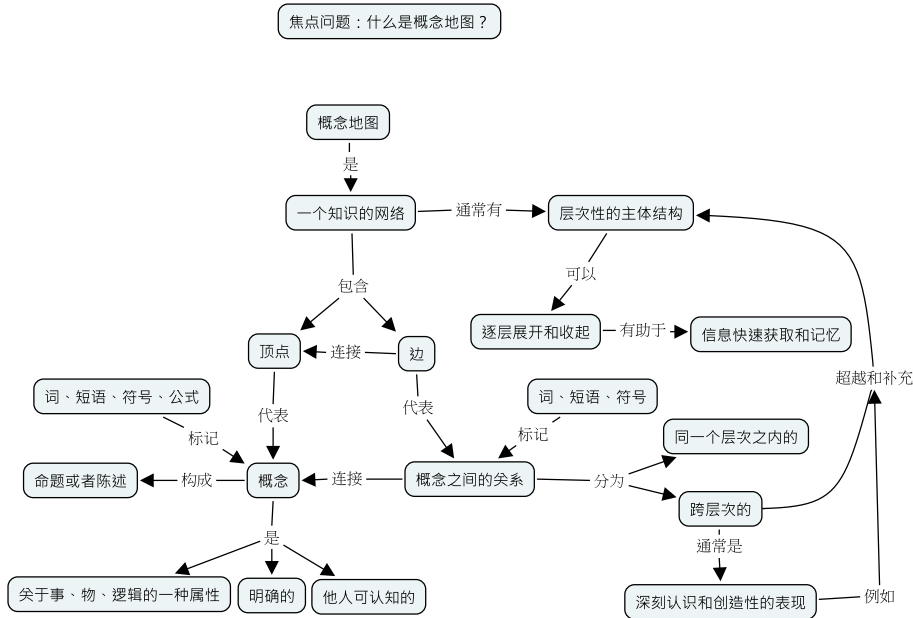 焦点问题：什么是概念地图？
概念地图
是
一个知识的网络
通常有
层次性的主体结构
可以
包含
逐层展开和收起
有助于
信息快速获取和记忆
顶点
连接
边
超越和补充
词、短语、符号、公式
代表
代表
词、短语、符号
标记
标记
同一个层次之内的
命题或者陈述
构成
概念
连接
概念之间的关系
分为
跨层次的
是
通常是
关于事、物、逻辑的一种属性
明确的
他人可认知的
深刻认识和创造性的表现
例如